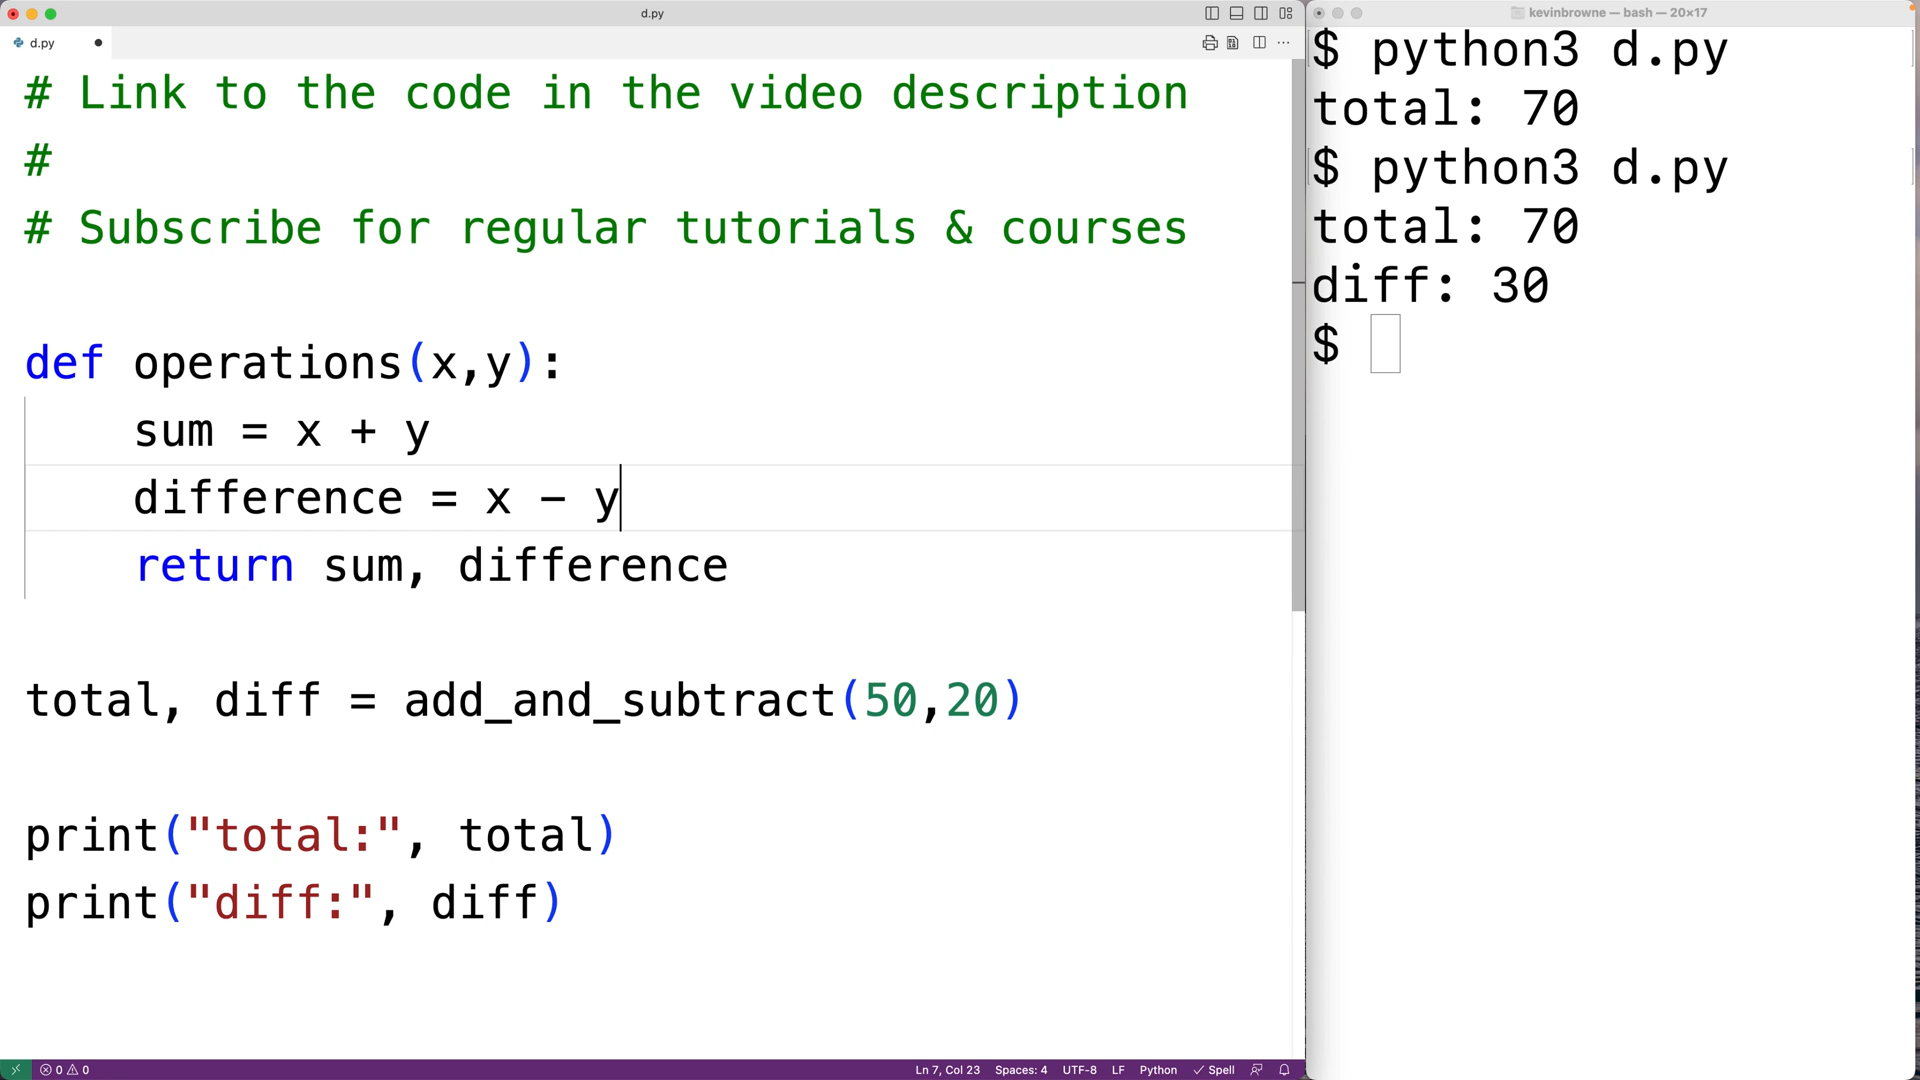 d.py
d.py
# Link to the code in the video description
#
# Subscribe for regular tutorials & courses
def operations(x,y):
sum = x + y
difference = x - y
return sum, difference
total, diff = add_and_subtract(50,20)
print("total:", total)
print("diff:", diff)
0 0
Ln 7, Col 23 Spaces: 4 UTF-8 LF Python Spell
kevinbrowne — bash — 20×17
$ python3 d.py
total: 70
$ python3 d.py
total: 70
diff: 30
$